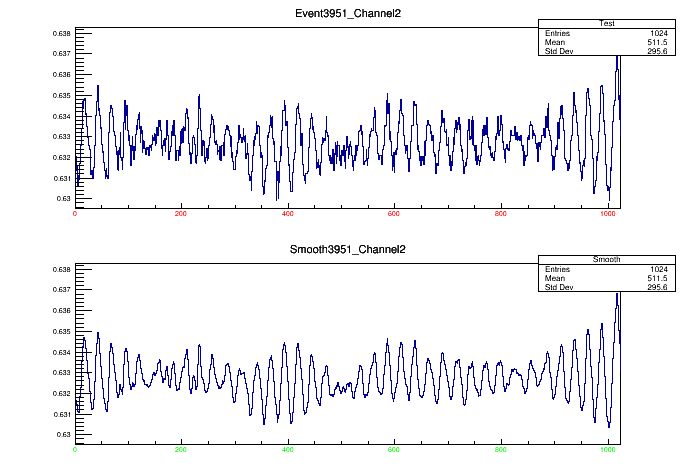 Event3951_Channel2
Test
Entries 1024
Mean 511.5
Std Dev 295.6
0.638
0.637
0.636
0.635
0.634
0.633
0.632
0.631
0.63
0 200 400 600 800 1000
Smooth3951_Channel2
Smooth
Entries 1024
Mean 511.5
Std Dev 295.6
0.638
0.637
0.636
0.635
0.634
0.633
0.632
0.631
0.63
0 200 400 600 800 1000